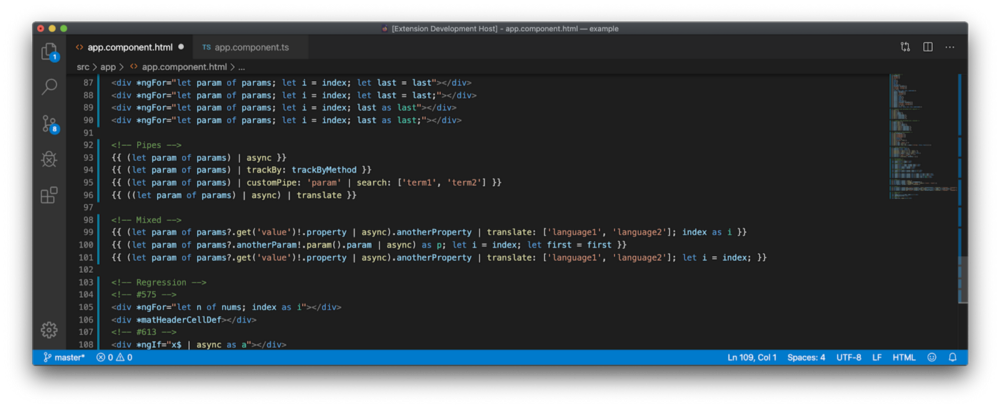 [Extension Development Host] - app.component.html — example
app.component.html
TS app.component.ts
src > app > app.component.html > ...
87 <div *ngFor="let param of params; let i = index; let last = last"></div>
88 <div *ngFor="let param of params; let i = index; let last = last;"></div>
89 <div *ngFor="let param of params; let i = index; last as last"></div>
90 <div *ngFor="let param of params; let i = index; last as last;"></div>
91
92 <!-- Pipes -->
93 {{ (let param of params) | async }}
94 {{ (let param of params) | trackBy: trackByMethod }}
95 {{ (let param of params) | customPipe: 'param' | search: ['term1', 'term2'] }}
96 {{ ((let param of params) | async) | translate }}
97
98 <!-- Mixed -->
99 {{ (let param of params?.get('value')!.property | async).anotherProperty | translate: ['language1', 'language2']; index as i }}
100 {{ (let param of params?.anotherParam!.param().param | async) as p; let i = index; let first = first }}
101 {{ (let param of params?.get('value')!.property | async).anotherProperty | translate: ['language1', 'language2']; let i = index; }}
102
103 <!-- Regression -->
104 <!-- #575 -->
105 <div *ngFor="let n of nums; index as i"></div>
106 <div *matHeaderCellDef></div>
107 <!-- #613 -->
108 <div *ngIf="x$ | async as a"></div>
1
8
master* 0 0
Ln 109, Col 1
Spaces: 4
UTF-8
LF
HTML